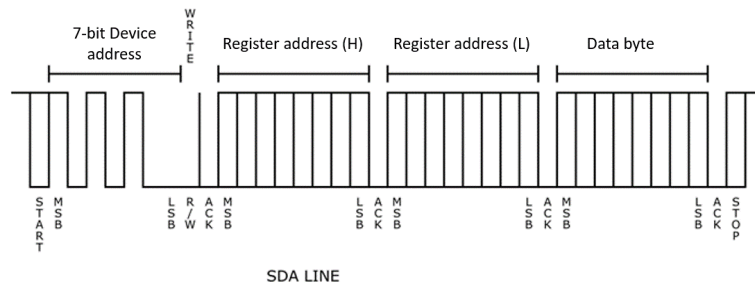 WRITE
7-bit Device
address
Register address (H)
Register address (L)
Data byte
START
MSB
LSB
R/W
ACK
MSB
LSB
ACK
MSB
LSB
ACK
MSB
LSB
ACK
STOP
SDA LINE